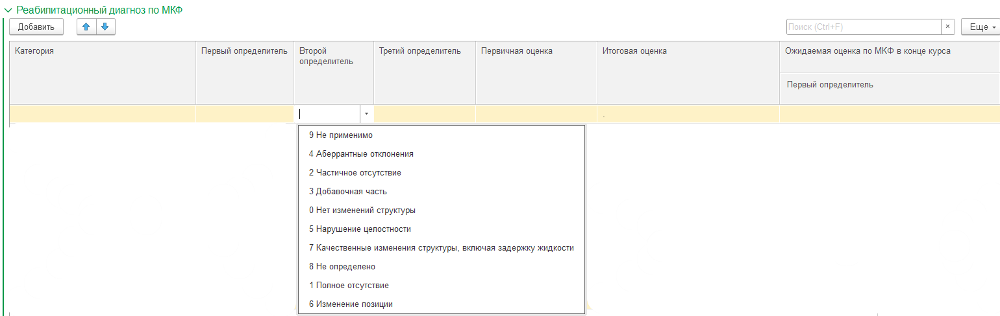 Реабилитационный диагноз по МКФ
Добавить
Поиск (Ctrl+F)
×
Еще
Категория
Первый определитель
Второй
определитель
Третий определитель
Первичная оценка
Итоговая оценка
Ожидаемая оценка по МКФ в конце курса
Первый определитель
.
9 Не применимо
4 Аберрантные отклонения
2 Частичное отсутствие
3 Добавочная часть
0 Нет изменений структуры
5 Нарушение целостности
7 Качественные изменения структуры, включая задержку жидкости
8 Не определено
1 Полное отсутствие
6 Изменение позиции